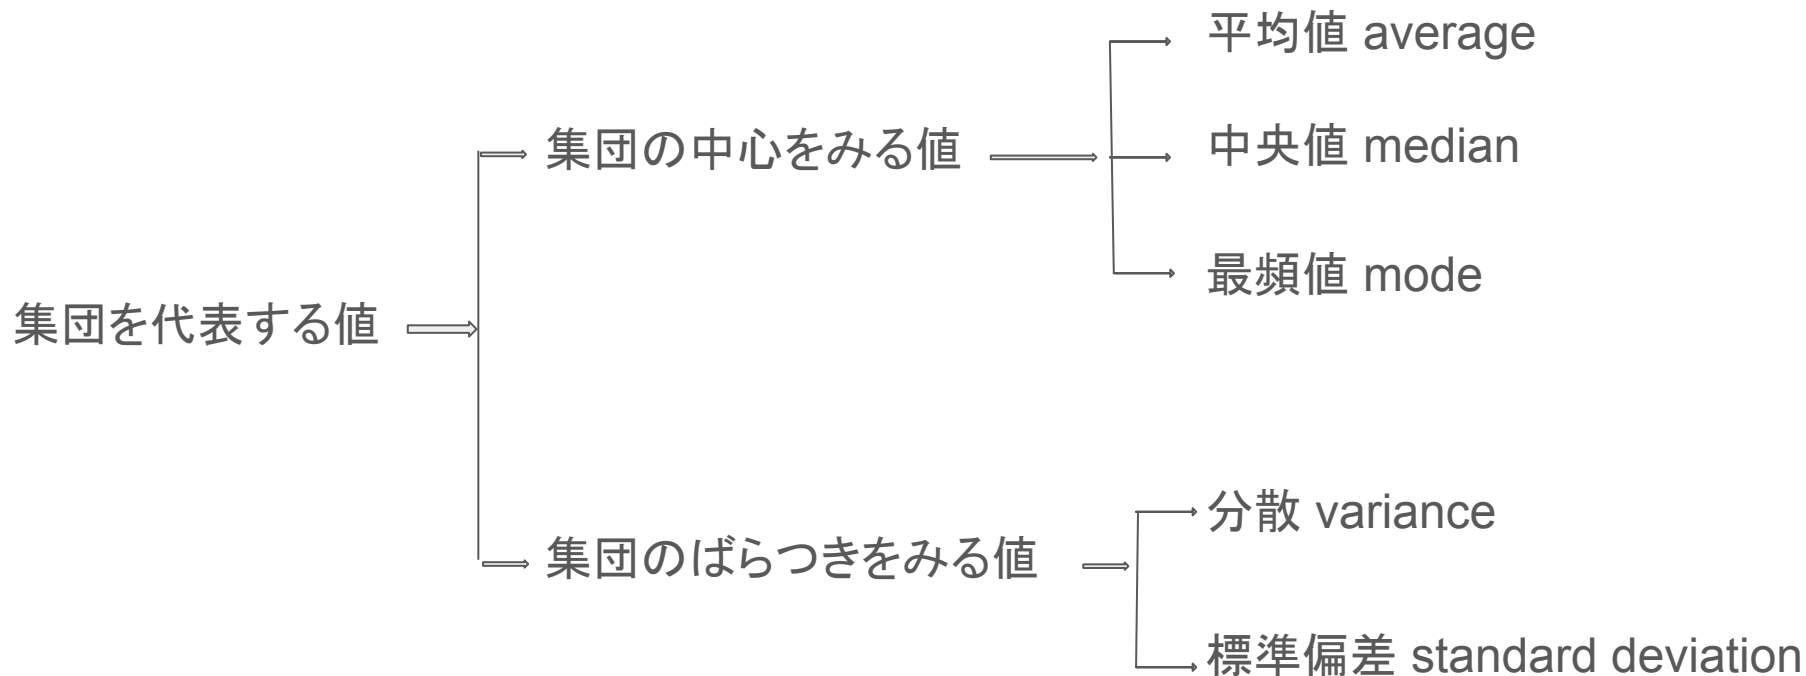 平均値 average
中央値 median
集団の中心をみる値
最頻値 mode
集団を代表する値
分散 variance
集団のばらつきをみる値
標準偏差 standard deviation